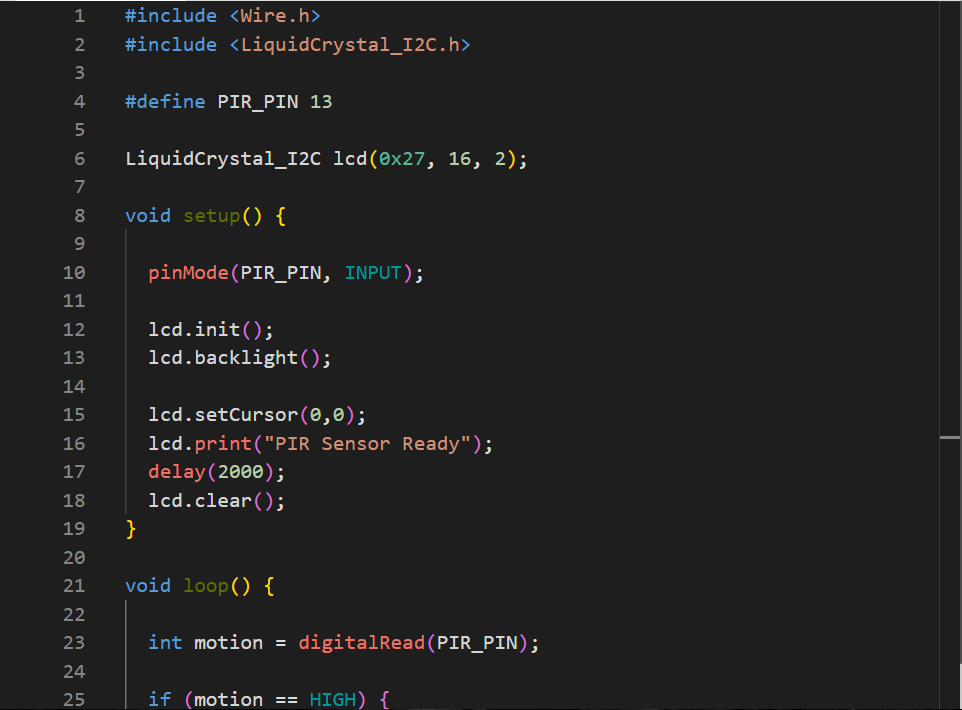 1 #include <Wire.h>
2 #include <LiquidCrystal_I2C.h>
3
4 #define PIR_PIN 13
5
6 LiquidCrystal_I2C lcd(0x27, 16, 2);
7
8 void setup() {
9
10   pinMode(PIR_PIN, INPUT);
11
12   lcd.init();
13   lcd.backlight();
14
15   lcd.setCursor(0,0);
16   lcd.print("PIR Sensor Ready");
17   delay(2000);
18   lcd.clear();
19 }
20
21 void loop() {
22
23   int motion = digitalRead(PIR_PIN);
24
25   if (motion == HIGH) {